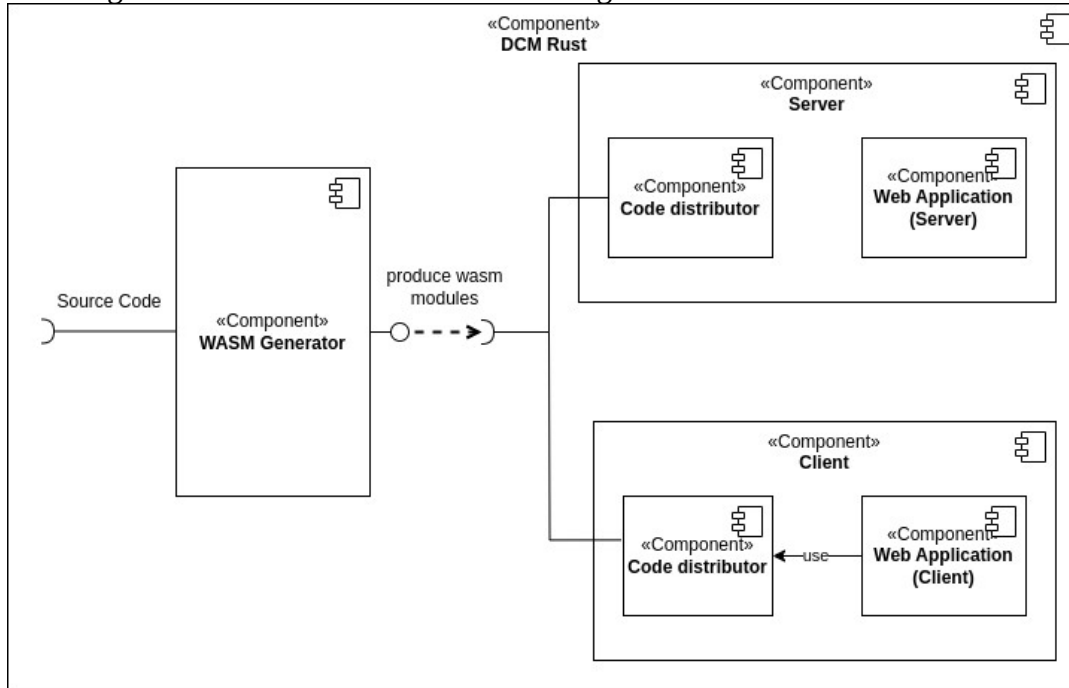 «Component»
DCM Rust
«Component»
Server
«Component»
Code distributor
«Component»
Web Application
(Server)
Source Code
«Component»
WASM Generator
produce wasm
modules
«Component»
Client
«Component»
Code distributor
use
«Component»
Web Application
(Client)